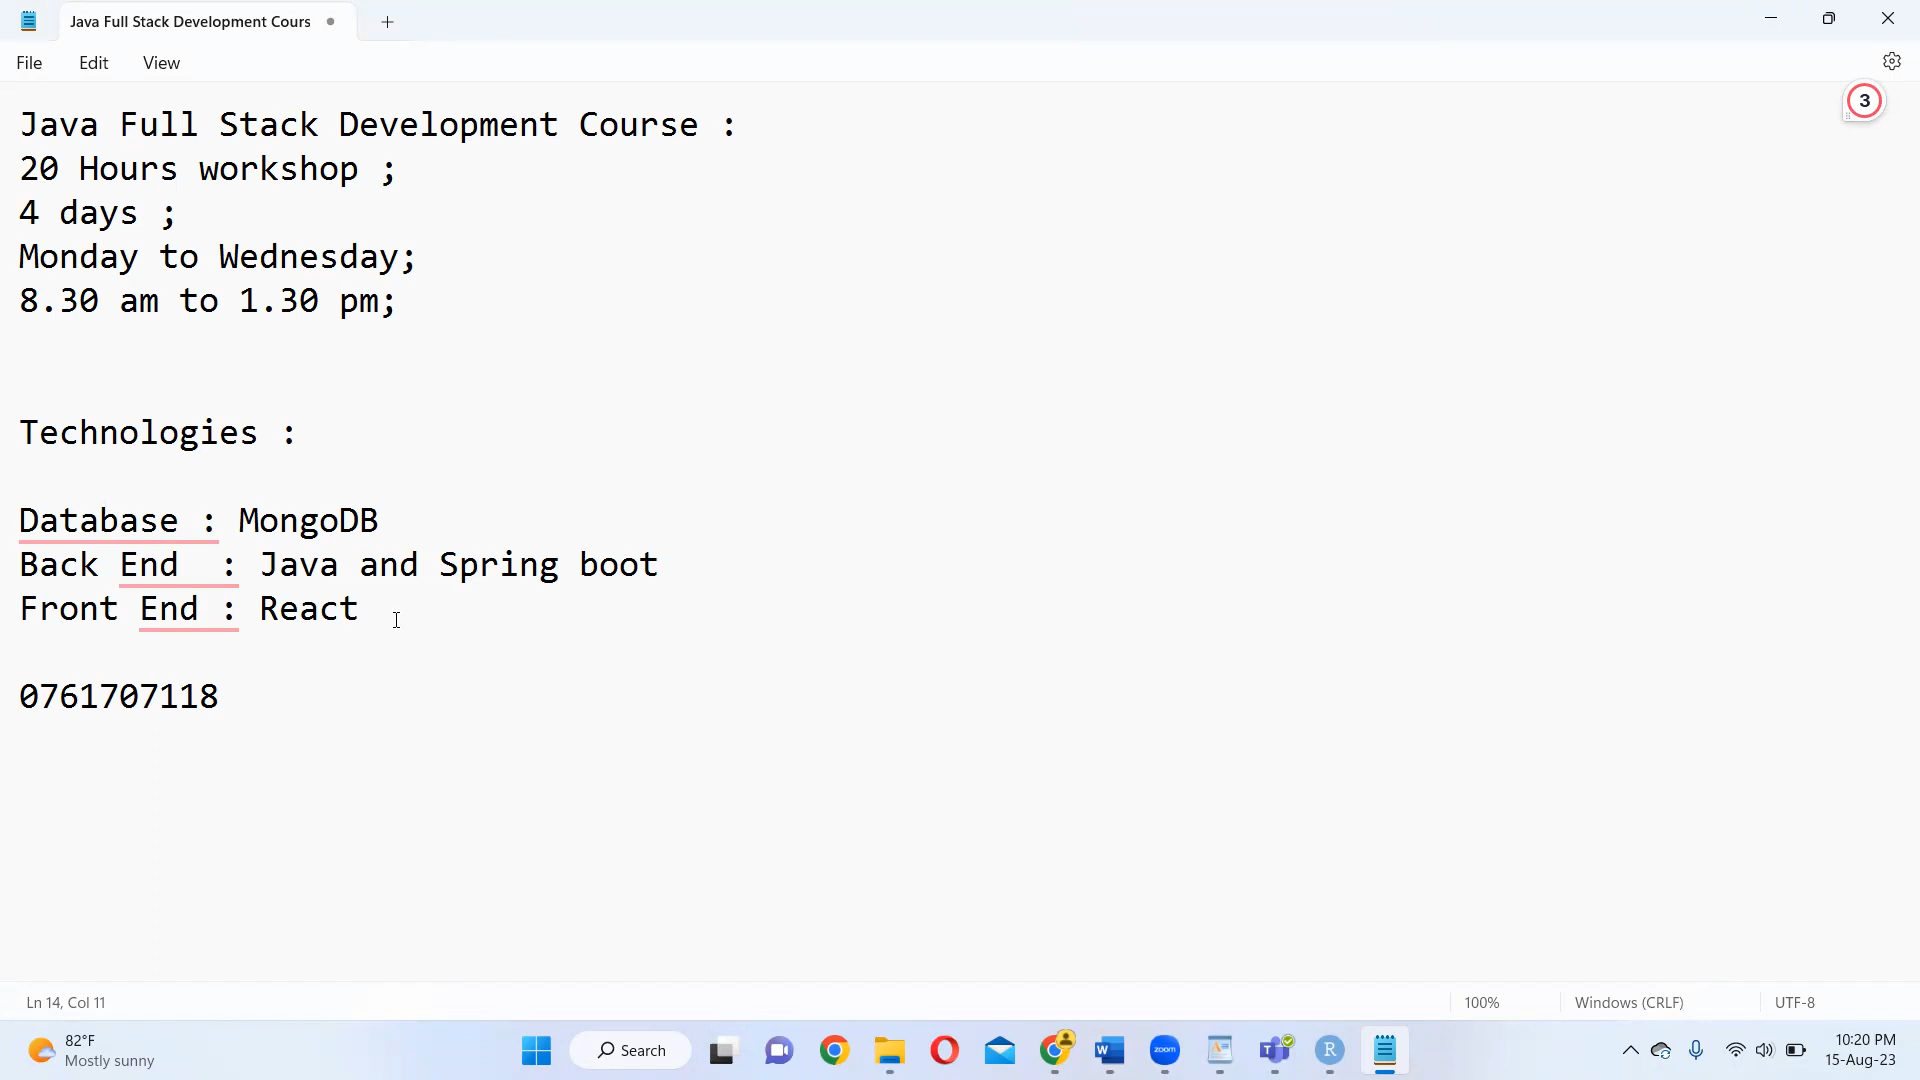 Java Full Stack Development Cours
File Edit View
3
Java Full Stack Development Course :
20 Hours workshop ;
4 days ;
Monday to Wednesday;
8.30 am to 1.30 pm;
Technologies :
Database : MongoDB
Back End  : Java and Spring boot
Front End : React
0761707118
Ln 14, Col 11 100% Windows (CRLF) UTF-8
82°F
Mostly sunny
Search
zoom
10:20 PM
15-Aug-23